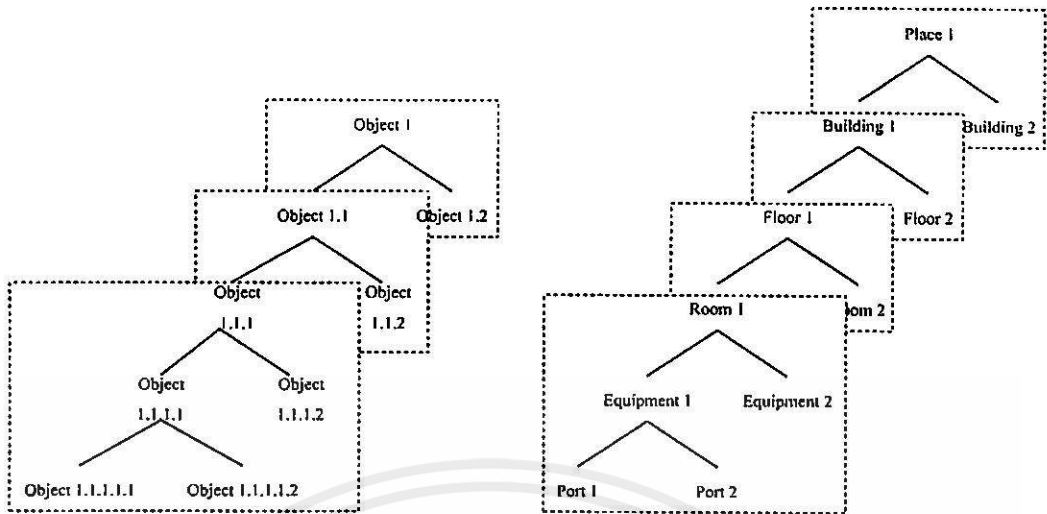 Object 1
Object 1.1
Object 1.2
Object
1.1.1
Object
1.1.2
Object
1.1.1.1
Object
1.1.1.2
Object 1.1.1.1.1
Object 1.1.1.1.2
Place 1
Building 1
Building 2
Floor 1
Floor 2
Room 1
oom 2
Equipment 1
Equipment 2
Port 1
Port 2